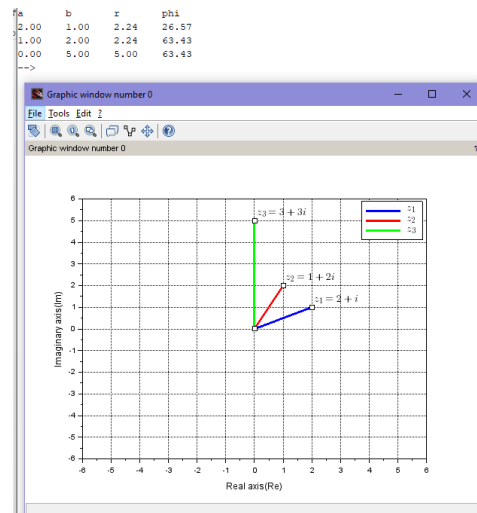 a b r phi
2.00 1.00 2.24 26.57
1.00 2.00 2.24 63.43
0.00 5.00 5.00 63.43
-->
Graphic window number 0
File Tools Edit ?
Graphic window number 0
z₃ = 3 + 3i
z₂ = 1 + 2i
z₁ = 2 + i
z₁
z₂
z₃
6
5
4
3
2
1
0
-1
-2
-3
-4
-5
-6
Imaginary axis(Im)
-6 -5 -4 -3 -2 -1 0 1 2 3 4 5 6
Real axis(Re)